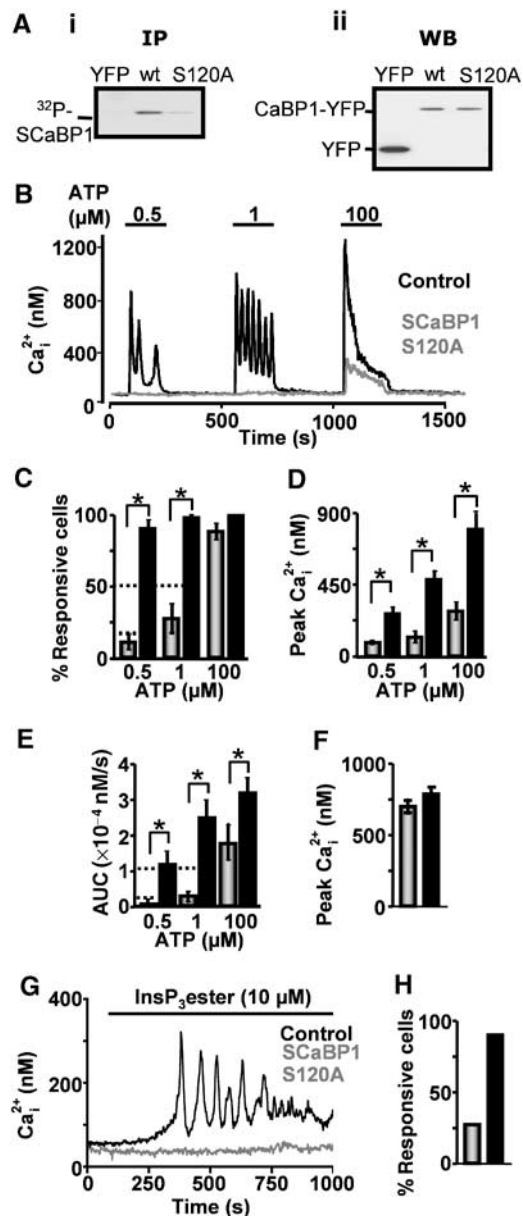 A i IP
YFP wt S120A
³²P-
SCaBP1
ii WB
YFP wt S120A
CaBP1-YFP
YFP
B
ATP
(µM) 0.5 1 100
1200
800
400
0
Ca²⁺ᵢ (nM)
Control
SCaBP1
S120A
0 500 1000 1500
Time (s)
C
100
50
0
% Responsive cells
0.5 1 100
ATP (µM)
* *
D
900
450
0
Peak Ca²⁺ᵢ (nM)
0.5 1 100
ATP (µM)
* * *
E
4
3
2
1
0
AUC (×10⁻⁴ nM/s)
0.5 1 100
ATP (µM)
* * *
F
1000
750
0
Peak Ca²⁺ᵢ (nM)
G
InsP₃ester (10 µM)
400
200
0
Ca²⁺ᵢ (nM)
Control
SCaBP1
S120A
0 250 500 750 1000
Time (s)
H
100
50
0
% Responsive cells